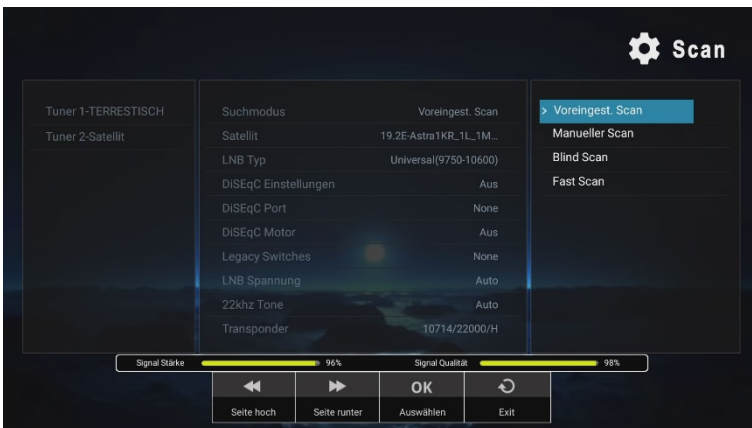 Scan
Tuner 1-TERRESTISCH
Tuner 2-Satellit
Suchmodus Voreingest. Scan
Satellit 19.2E-Astra1KR_1L_1M...
LNB Typ Universal(9750-10600)
DiSEqC Einstellungen Aus
DiSEqC Port None
DiSEqC Motor Aus
Legacy Switches None
LNB Spannung Auto
22khz Tone Auto
Transponder 10714/22000/H
> Voreingest. Scan
Manueller Scan
Blind Scan
Fast Scan
Signal Stärke 96% Signal Qualität 98%
OK
Seite hoch Seite runter Auswählen Exit